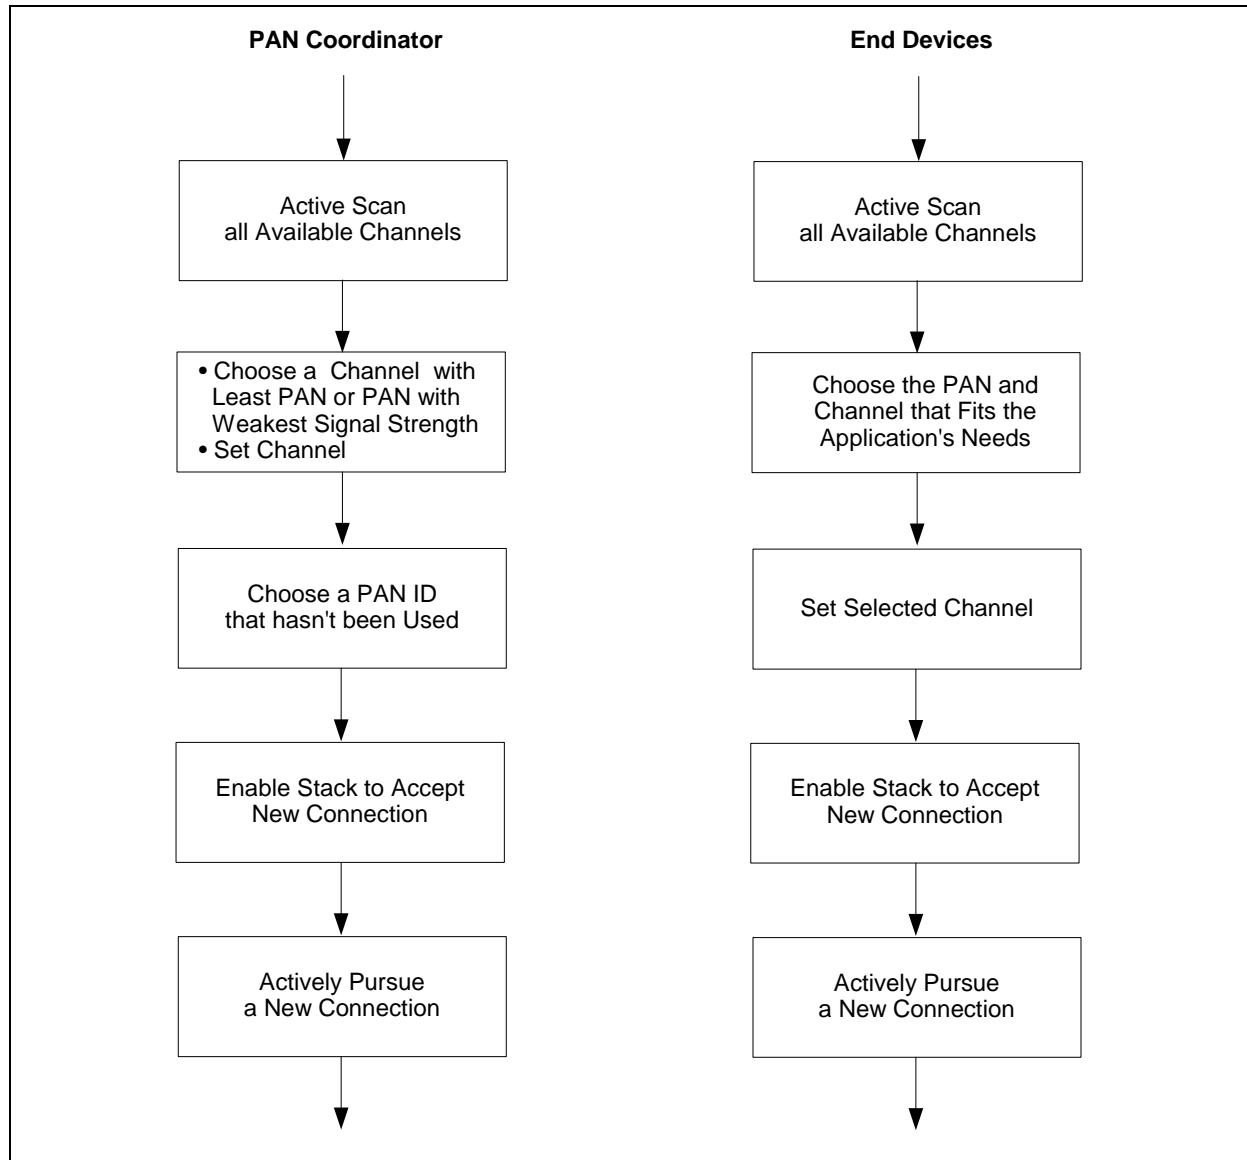 PAN Coordinator
Active Scan
all Available Channels
• Choose a Channel with
Least PAN or PAN with
Weakest Signal Strength
• Set Channel
Choose a PAN ID
that hasn't been Used
Enable Stack to Accept
New Connection
Actively Pursue
a New Connection
End Devices
Active Scan
all Available Channels
Choose the PAN and
Channel that Fits the
Application's Needs
Set Selected Channel
Enable Stack to Accept
New Connection
Actively Pursue
a New Connection